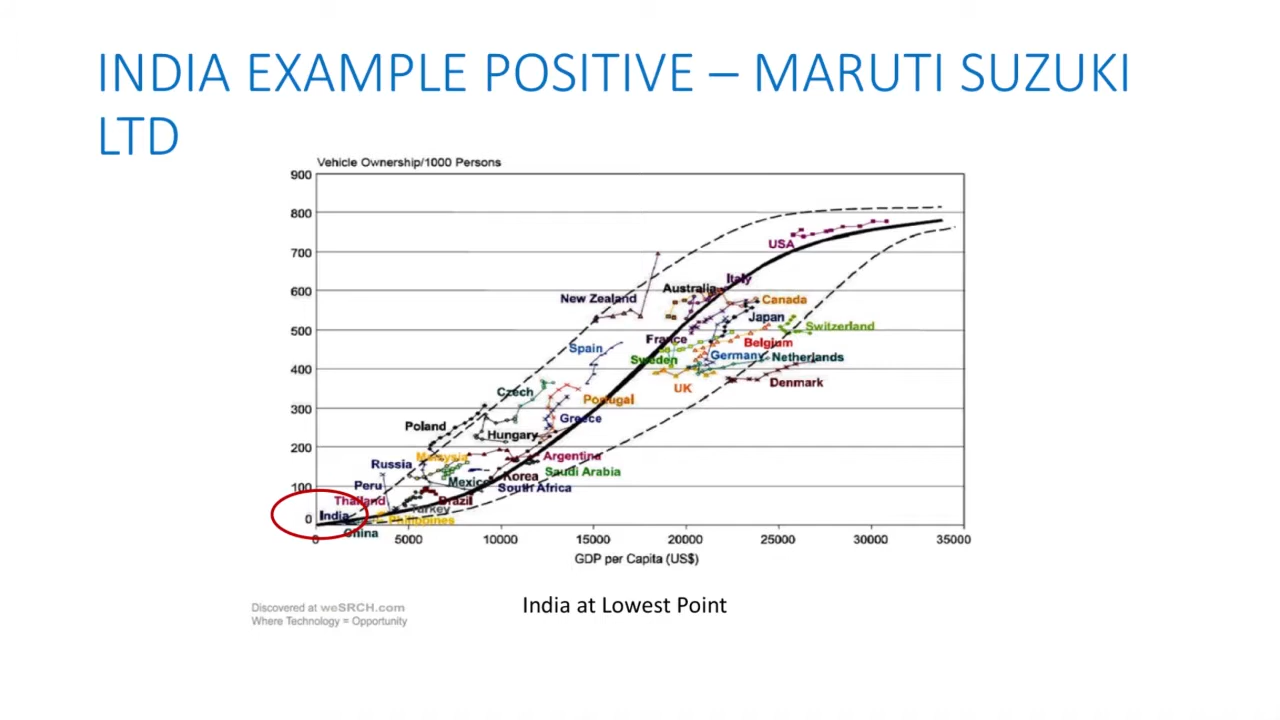 INDIA EXAMPLE POSITIVE – MARUTI SUZUKI
LTD
Vehicle Ownership/1000 Persons
900
800
700
600
500
400
300
200
100
0
USA
Italy
Australia
New Zealand
Canada
Japan
Switzerland
France
Belgium
Spain
Sweden
Germany
Netherlands
UK
Denmark
Czech
Portugal
Greece
Poland
Hungary
Malaysia
Argentina
Russia
Saudi Arabia
Korea
Mexico
Peru
South Africa
Thailand
Brazil
Turkey
India
Philippines
China
0
5000
10000
15000
20000
25000
30000
35000
GDP per Capita (US$)
India at Lowest Point
Discovered at weSRCH.com
Where Technology = Opportunity